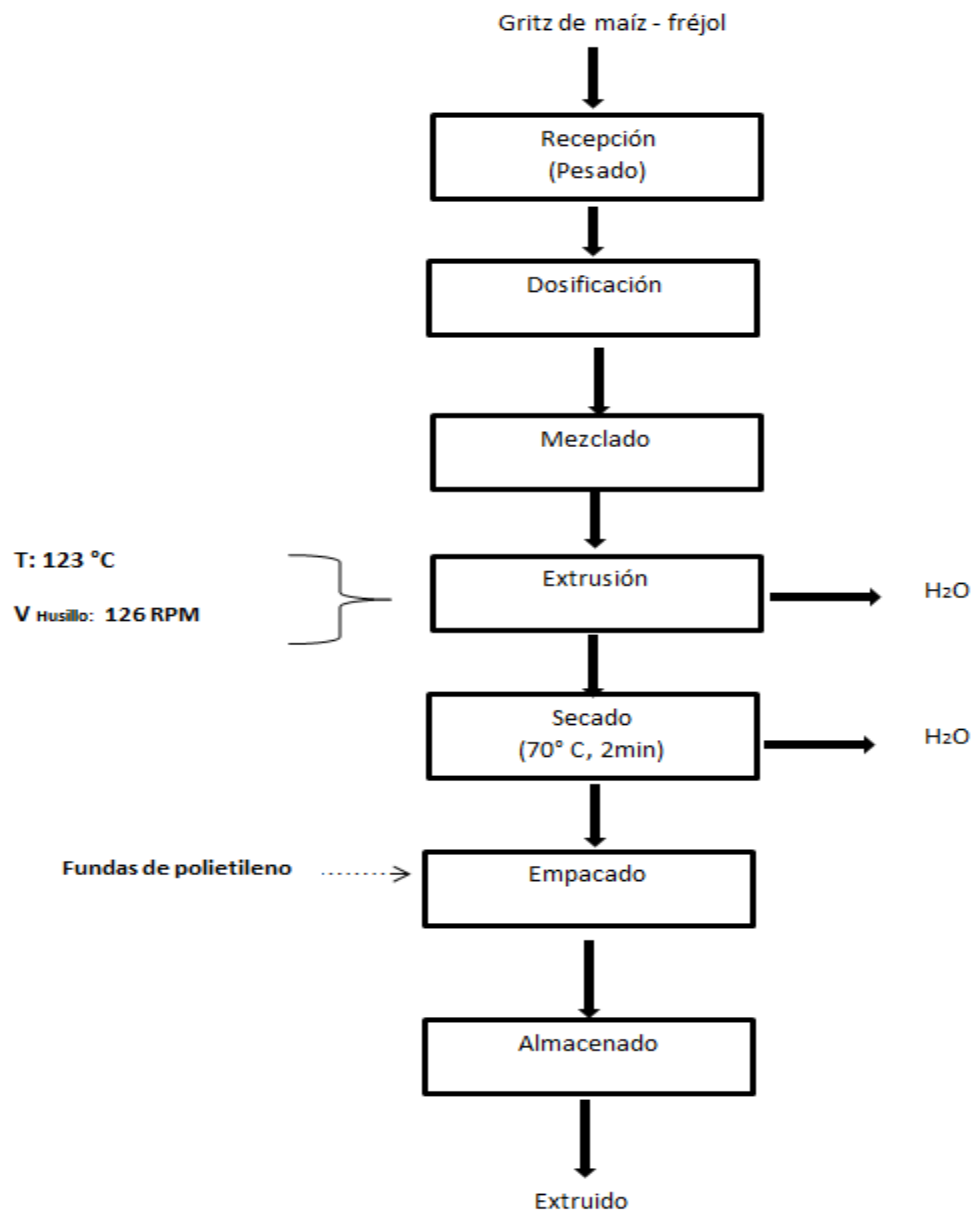 Gritz de maíz - fréjol
Recepción
(Pesado)
Dosificación
Mezclado
T: 123 °C
V Husillo: 126 RPM
Extrusión
H₂O
Secado
(70° C, 2min)
H₂O
Fundas de polietileno
Empacado
Almacenado
Extruido